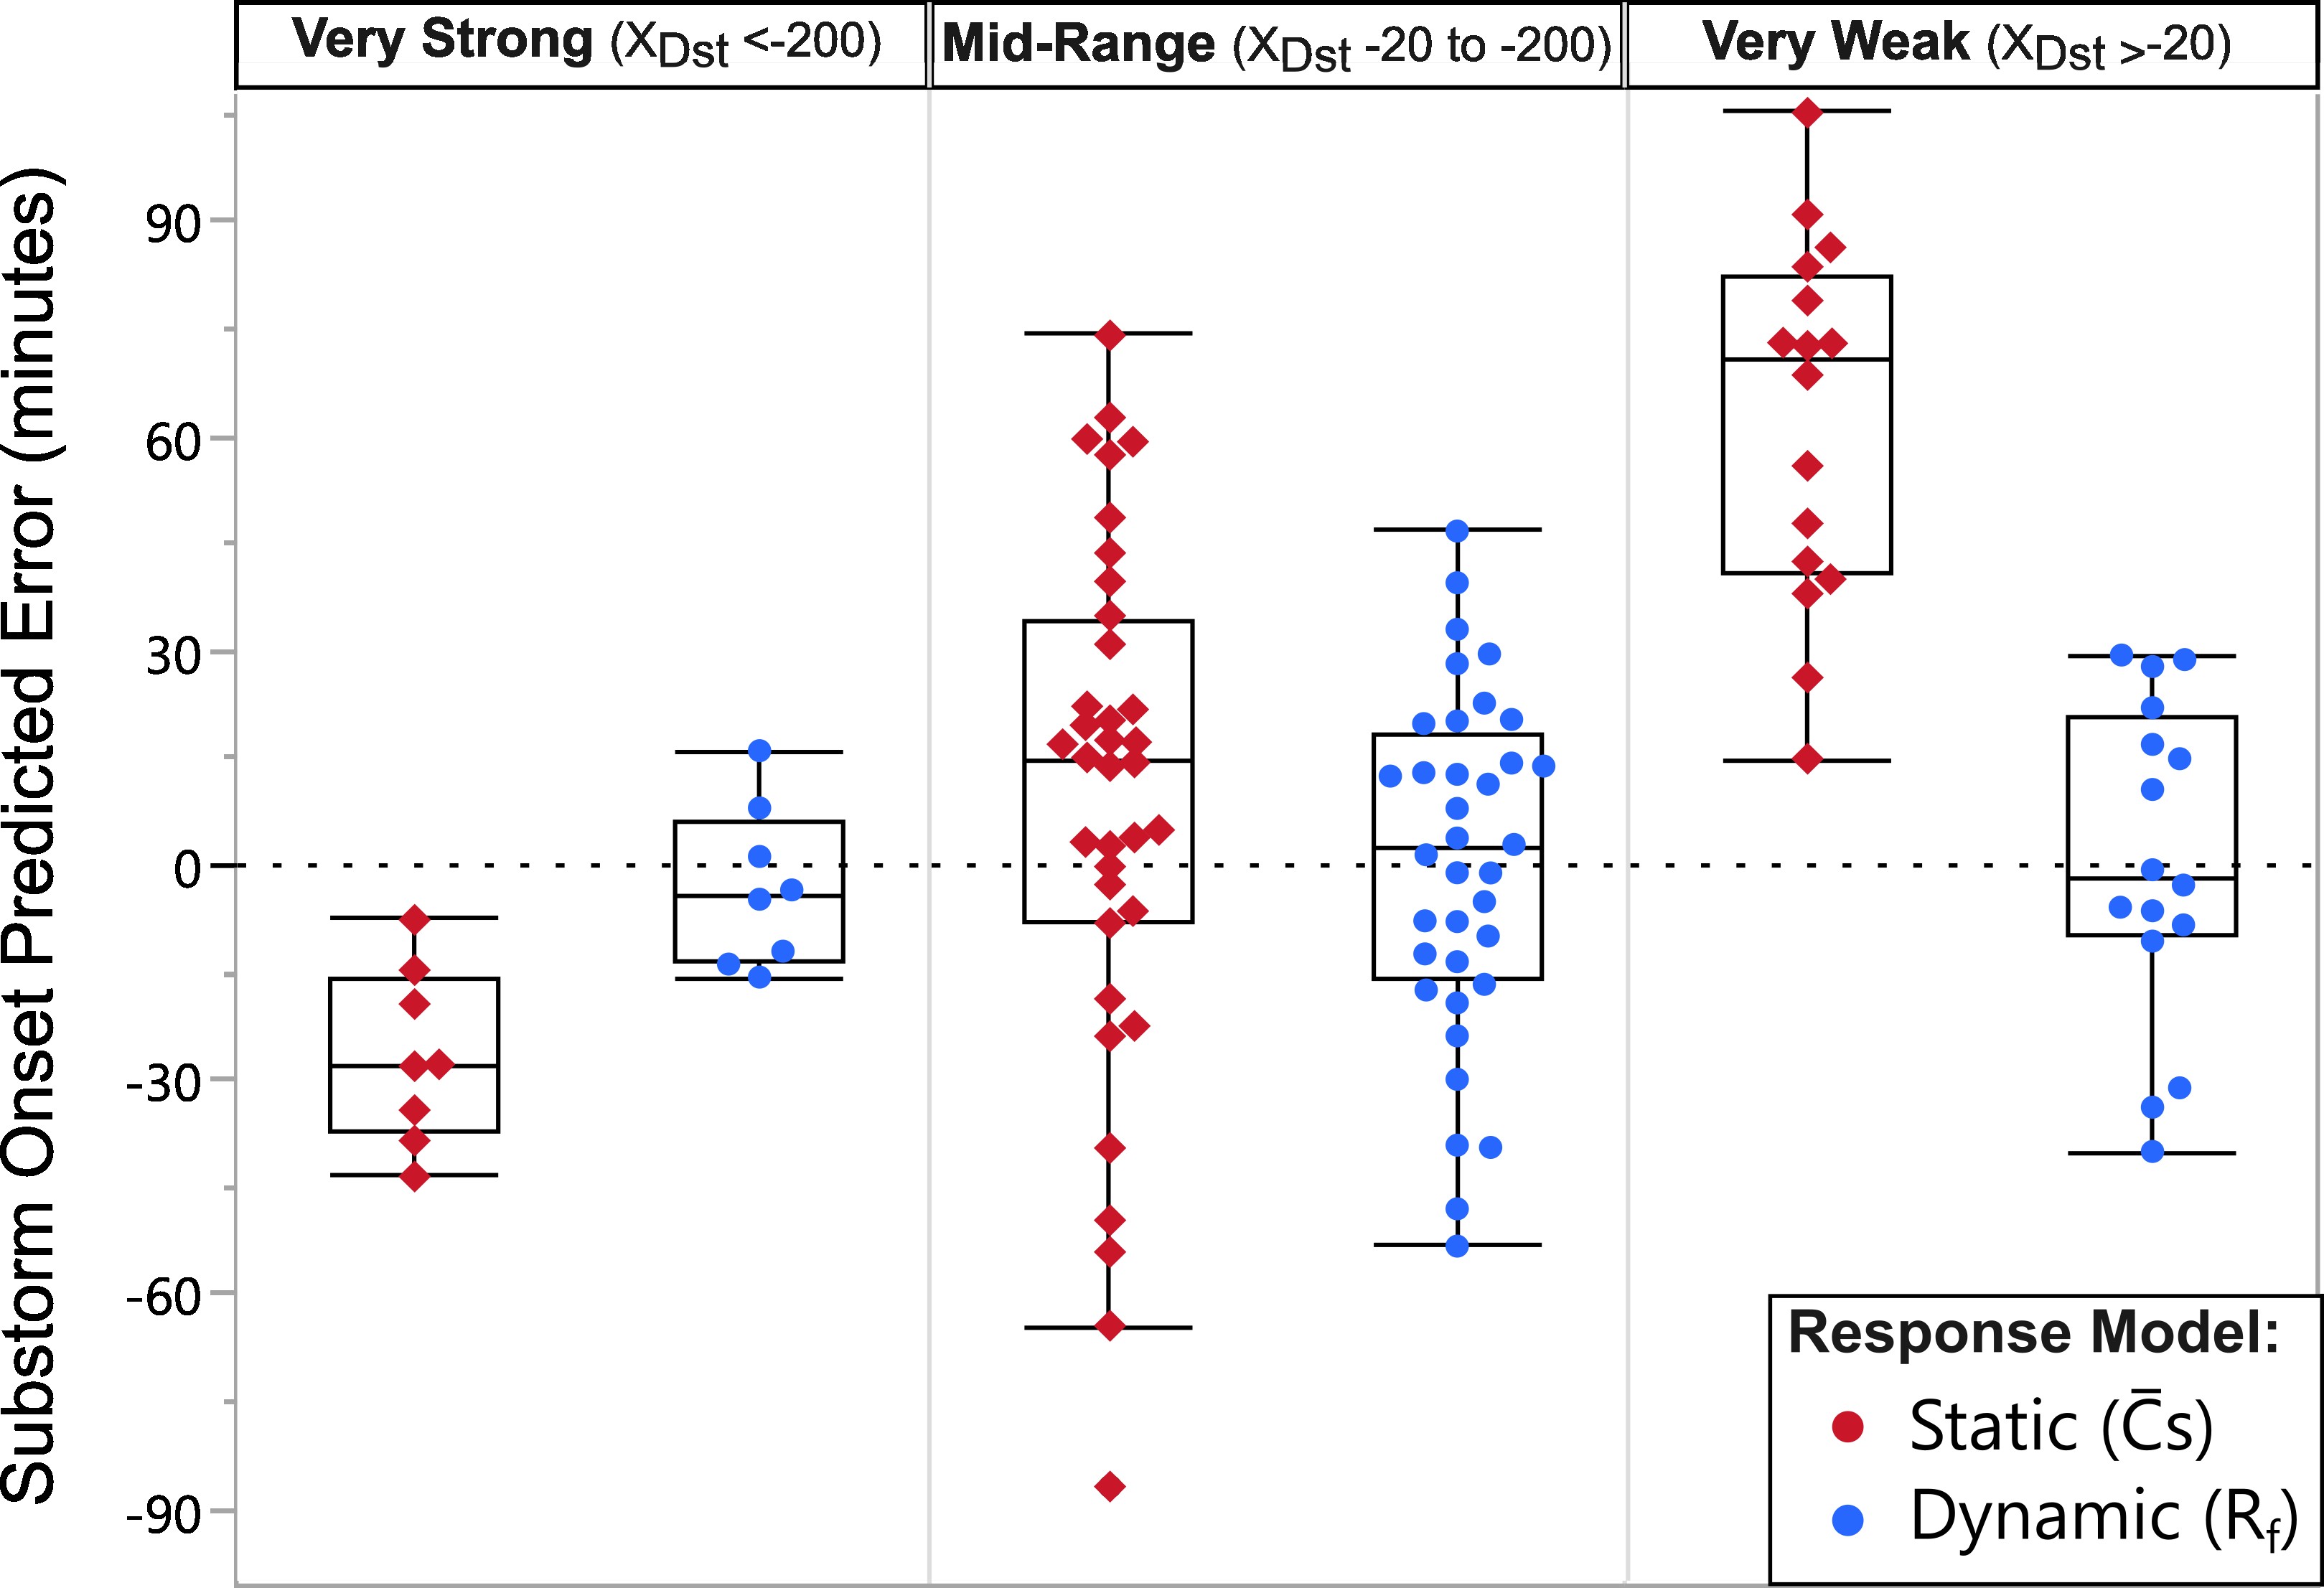 Very Strong (XDst <-200)
Mid-Range (XDst -20 to -200)
Very Weak (XDst >-20)
Substorm Onset Predicted Error (minutes)
90
60
30
0
-30
-60
-90
Response Model:
Static (C̅s)
Dynamic (Rf)